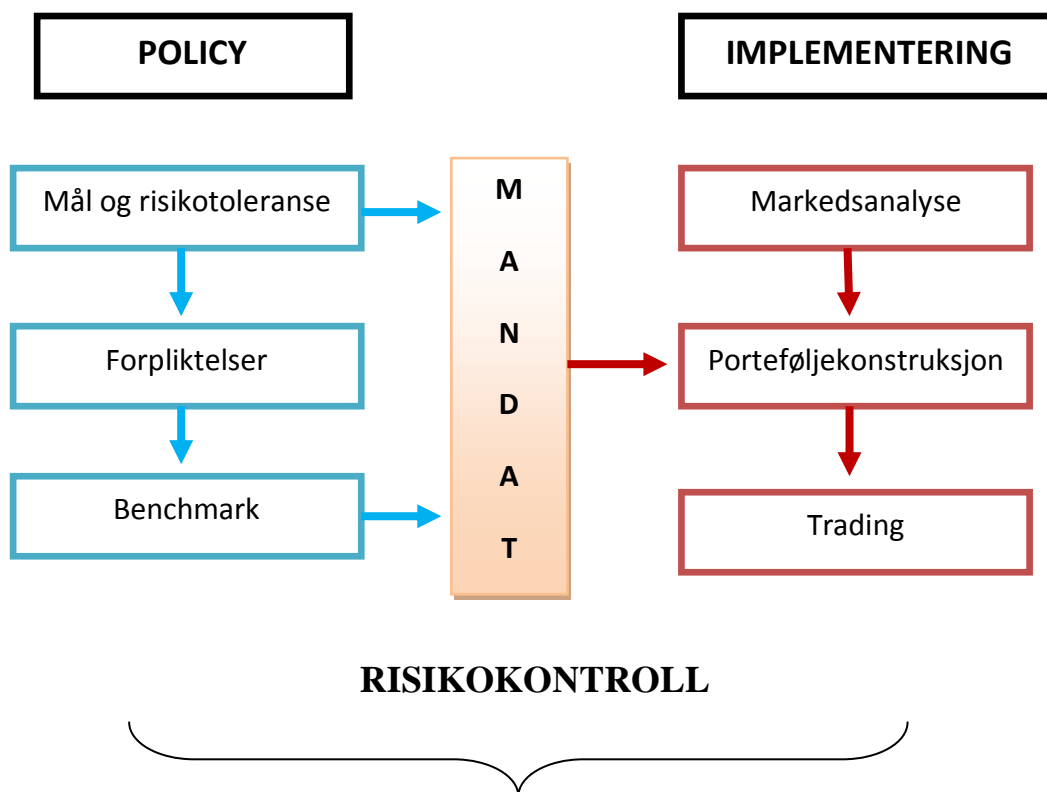 POLICY
IMPLEMENTERING
Mål og risikotoleranse
Forpliktelser
Benchmark
M
A
N
D
A
T
Markedsanalyse
Porteføljekonstruksjon
Trading
RISIKOKONTROLL